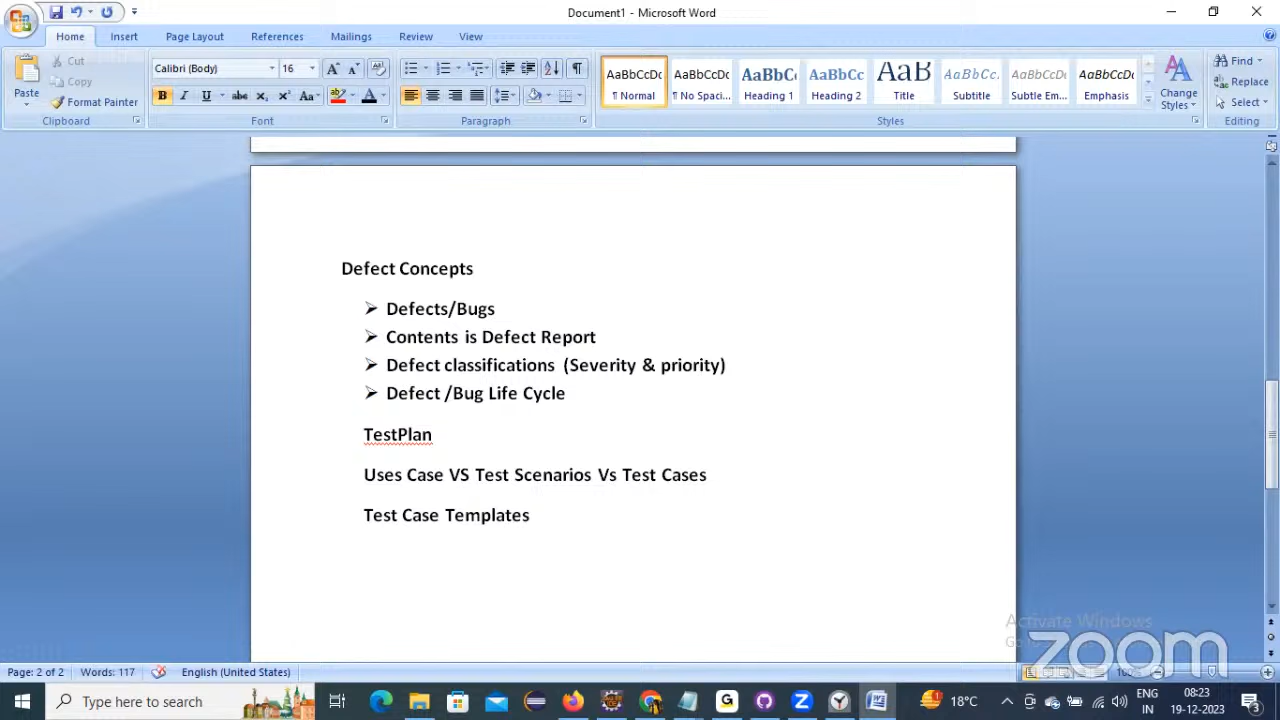 Document1 - Microsoft Word
Home Insert Page Layout References Mailings Review View
Paste
Cut
Copy
Format Painter
Clipboard
Calibri (Body) 16
Font
Paragraph
AaBbCcDc AaBbCcDc AaBbCc AaBbCc AaB AaBbCc. AaBbCcDc AaBbCcDc
¶ Normal ¶ No Spaci... Heading 1 Heading 2 Title Subtitle Subtle Em... Emphasis
Change Styles
Styles
Find
Replace
Select
Editing
Defect Concepts
Defects/Bugs
Contents is Defect Report
Defect classifications (Severity & priority)
Defect /Bug Life Cycle
TestPlan
Uses Case VS Test Scenarios Vs Test Cases
Test Case Templates
Activate Windows
zoom
Page: 2 of 2 Words: 117 English (United States) 100%
Type here to search
18°C
ENG
IN
08:23
19-12-2023
3